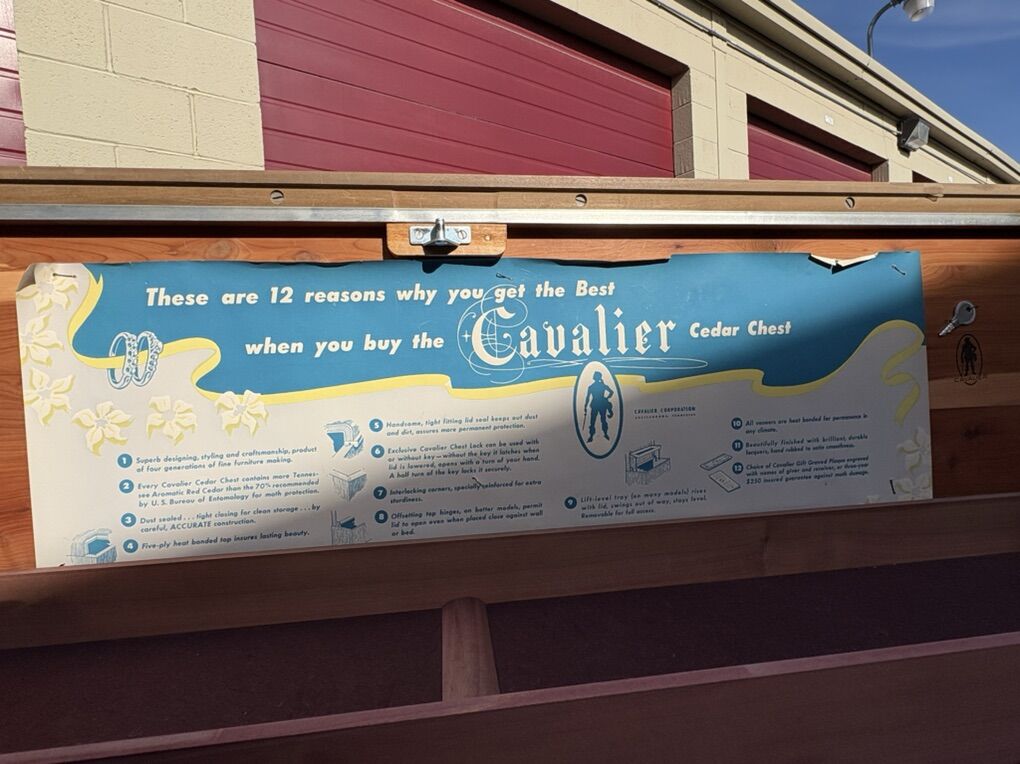 These are 12 reasons why you get the Best
when you buy the Cavalier Cedar Chest
1 Superb designing, styling and craftsmanship, product
of four generations of fine furniture making.
2 Every Cavalier Cedar Chest contains more Tennes-
see Aromatic Red Cedar than the 70% recommended
by U. S. Bureau of Entomology for moth protection.
3 Dust sealed . . . tight closing for clean storage . . . by
careful, ACCURATE construction.
4 Five-ply heat bonded top insures lasting beauty.
5 Handsome, tight fitting lid seal keeps out dust
and dirt, assures more permanent protection.
6 Exclusive Cavalier Chest Lock can be used with
or without key—without the key it latches when
lid is lowered, opens with a turn of your hand.
A half turn of the key locks it securely.
7 Interlocking corners, specially reinforced for extra
sturdiness.
8 Offsetting top hinges, on better models, permit
lid to open even when placed close against wall
or bed.
CAVALIER CORPORATION
CHATTANOOGA, TENNESSEE
9 Lift-level tray (on many models) rises
with lid, swings out of way, stays level.
Removable for full access.
10 All veneers are heat bonded for permanence in
any climate.
11 Beautifully finished with brilliant, durable
lacquers, hand rubbed to satin smoothness.
12 Choice of Cavalier Gift Graved Plaque engraved
with names of giver and receiver, or three-year
$250 insured guarantee against moth damage.
CAVALIER